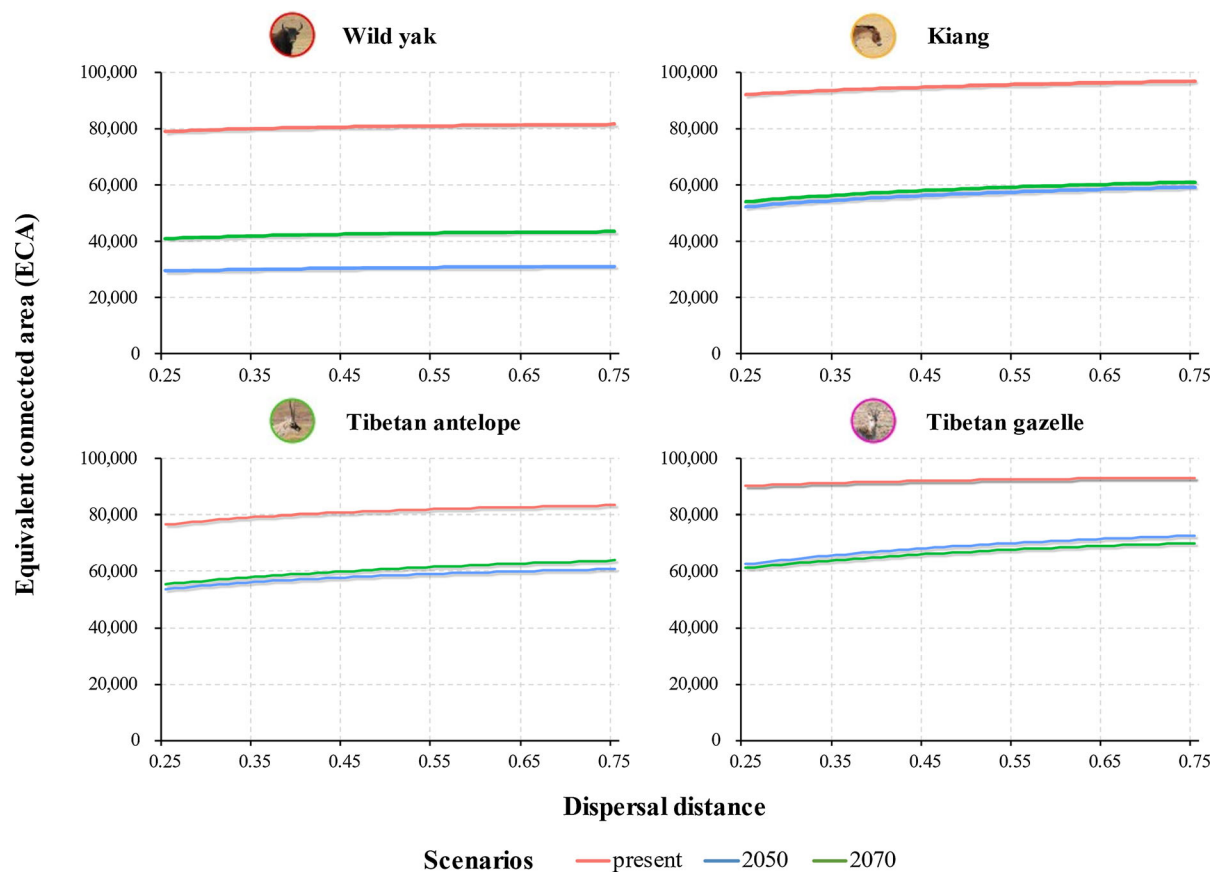 Wild yak
Kiang
100,000
80,000
60,000
40,000
20,000
0
0.25 0.35 0.45 0.55 0.65 0.75
100,000
80,000
60,000
40,000
20,000
0
0.25 0.35 0.45 0.55 0.65 0.75
Equivalent connected area (ECA)
Tibetan antelope
Tibetan gazelle
100,000
80,000
60,000
40,000
20,000
0
0.25 0.35 0.45 0.55 0.65 0.75
100,000
80,000
60,000
40,000
20,000
0
0.25 0.35 0.45 0.55 0.65 0.75
Dispersal distance
Scenarios present 2050 2070